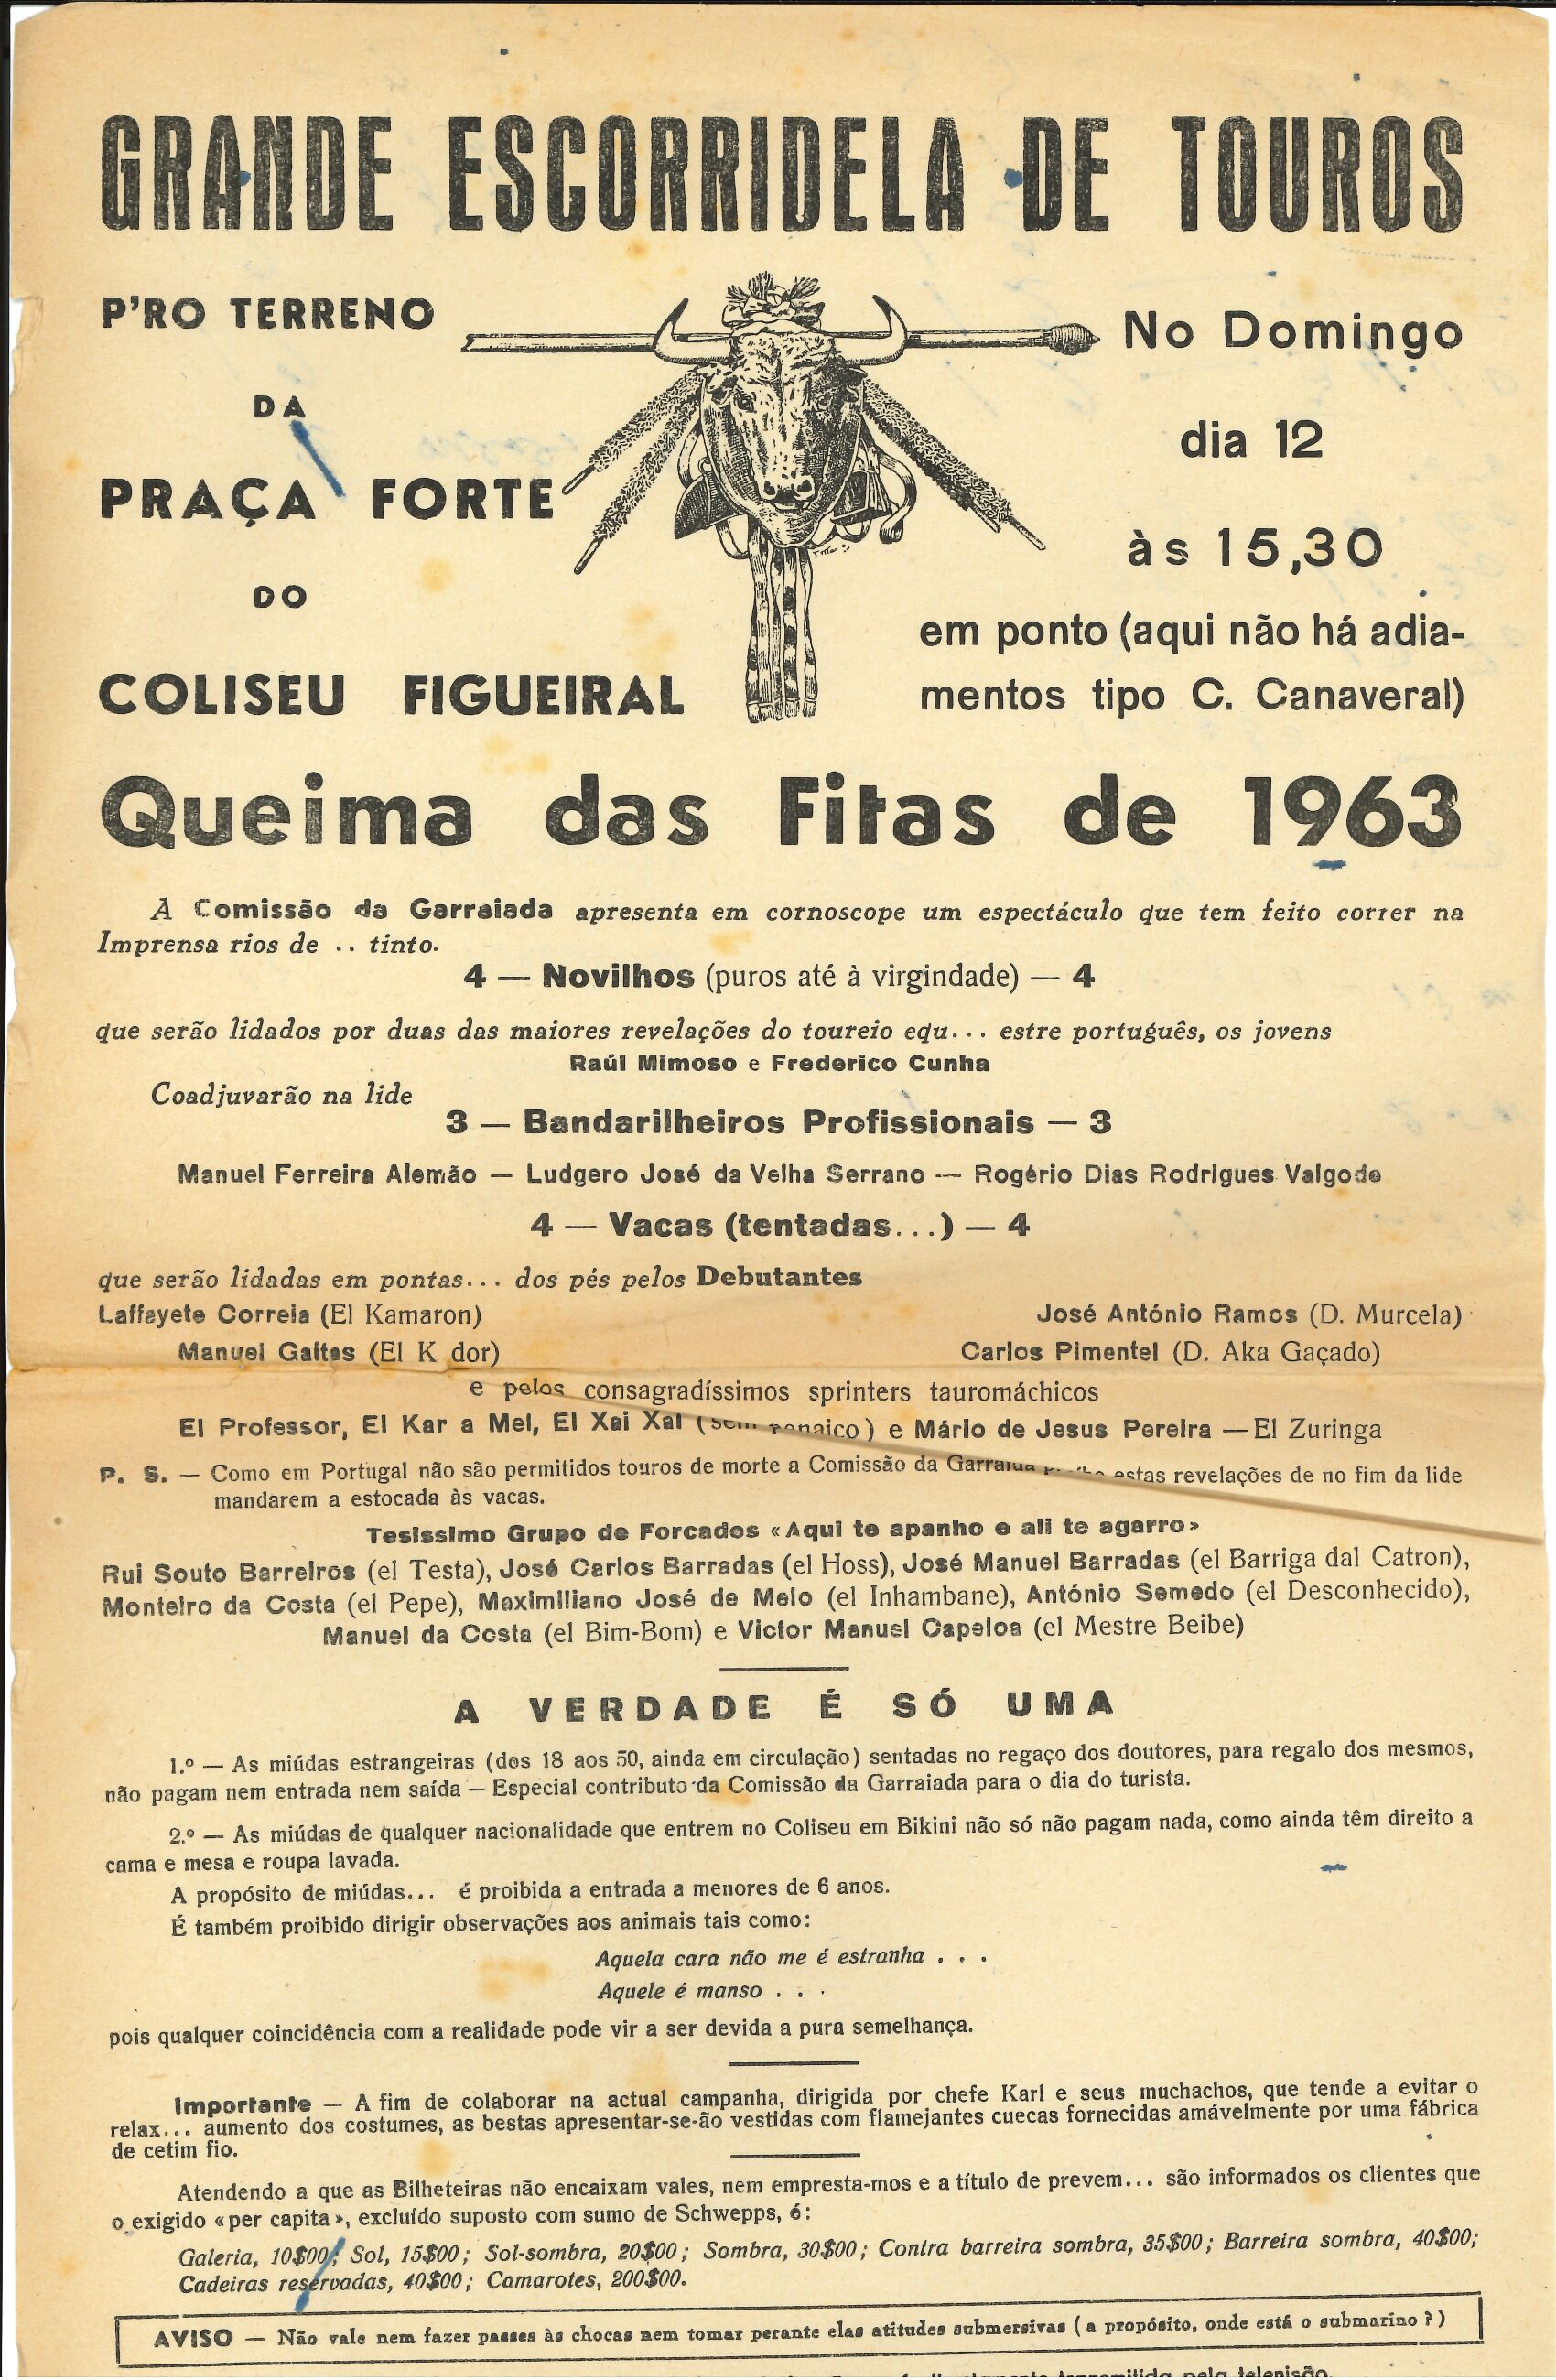 GRANDE ESCORRIDELA DE TOUROS
P'RO TERRENO
DA
PRAÇA FORTE
DO
COLISEU FIGUEIRAL
No Domingo
dia 12
às 15,30
em ponto (aqui não há adia-
mentos tipo C. Canaveral)
Queima das Fitas de 1963
A Comissão da Garraiada apresenta em cornoscope um espectáculo que tem feito correr na
Imprensa rios de .. tinto.
4 — Novilhos (puros até à virgindade) — 4
que serão lidados por duas das maiores revelações do toureio equ... estre português, os jovens
Raúl Mimoso e Frederico Cunha
Coadjuvarão na lide
3 — Bandarilheiros Profissionais — 3
Manuel Ferreira Alemão — Ludgero José da Velha Serrano — Rogério Dias Rodrigues Valgode
4 — Vacas (tentadas...) — 4
que serão lidadas em pontas... dos pés pelos Debutantes
Laffayete Correia (El Kamaron) José António Ramos (D. Murcela)
Manuel Gaitas (El K dor) Carlos Pimentel (D. Aka Gaçado)
e pelos consagradíssimos sprinters tauromáchicos
El Professor, El Kar a Mel, El Xai Xai (sem) e Mário de Jesus Pereira — El Zuringa
P. S. — Como em Portugal não são permitidos touros de morte a Comissão da Garraiada estas revelações de no fim da lide
mandarem a estocada às vacas.
Tesissimo Grupo de Forcados «Aqui te apanho e ali te agarro»
Rui Souto Barreiros (el Testa), José Carlos Barradas (el Hoss), José Manuel Barradas (el Barriga dal Catron),
Monteiro da Costa (el Pepe), Maximiliano José de Melo (el Inhambane), António Semedo (el Desconhecido),
Manuel da Costa (el Bim-Bom) e Victor Manuel Capeloa (el Mestre Beibe)
A VERDADE É SÓ UMA
1.º — As miúdas estrangeiras (dos 18 aos 50, ainda em circulação) sentadas no regaço dos doutores, para regalo dos mesmos,
não pagam nem entrada nem saída — Especial contributo da Comissão da Garraiada para o dia do turista.
2.º — As miúdas de qualquer nacionalidade que entrem no Coliseu em Bikini não só não pagam nada, como ainda têm direito a
cama e mesa e roupa lavada.
A propósito de miúdas... é proibida a entrada a menores de 6 anos.
É também proibido dirigir observações aos animais tais como:
Aquela cara não me é estranha . . .
Aquele é manso . . .
pois qualquer coincidência com a realidade pode vir a ser devida a pura semelhança.
Importante — A fim de colaborar na actual campanha, dirigida por chefe Karl e seus muchachos, que tende a evitar o
relax... aumento dos costumes, as bestas apresentar-se-ão vestidas com flamejantes cuecas fornecidas amávelmente por uma fábrica
de cetim fio.
Atendendo a que as Bilheteiras não encaixam vales, nem empresta-mos e a título de prevem... são informados os clientes que
o exigido «per capita», excluído suposto com sumo de Schwepps, é:
Galeria, 10$00; Sol, 15$00; Sol-sombra, 20$00; Sombra, 30$00; Contra barreira sombra, 35$00; Barreira sombra, 40$00;
Cadeiras reservadas, 40$00; Camarotes, 200$00.
AVISO — Não vale nem fazer passes às chocas nem tomar perante elas atitudes submersivas (a propósito, onde está o submarino?)
transmitida pela telenisão.